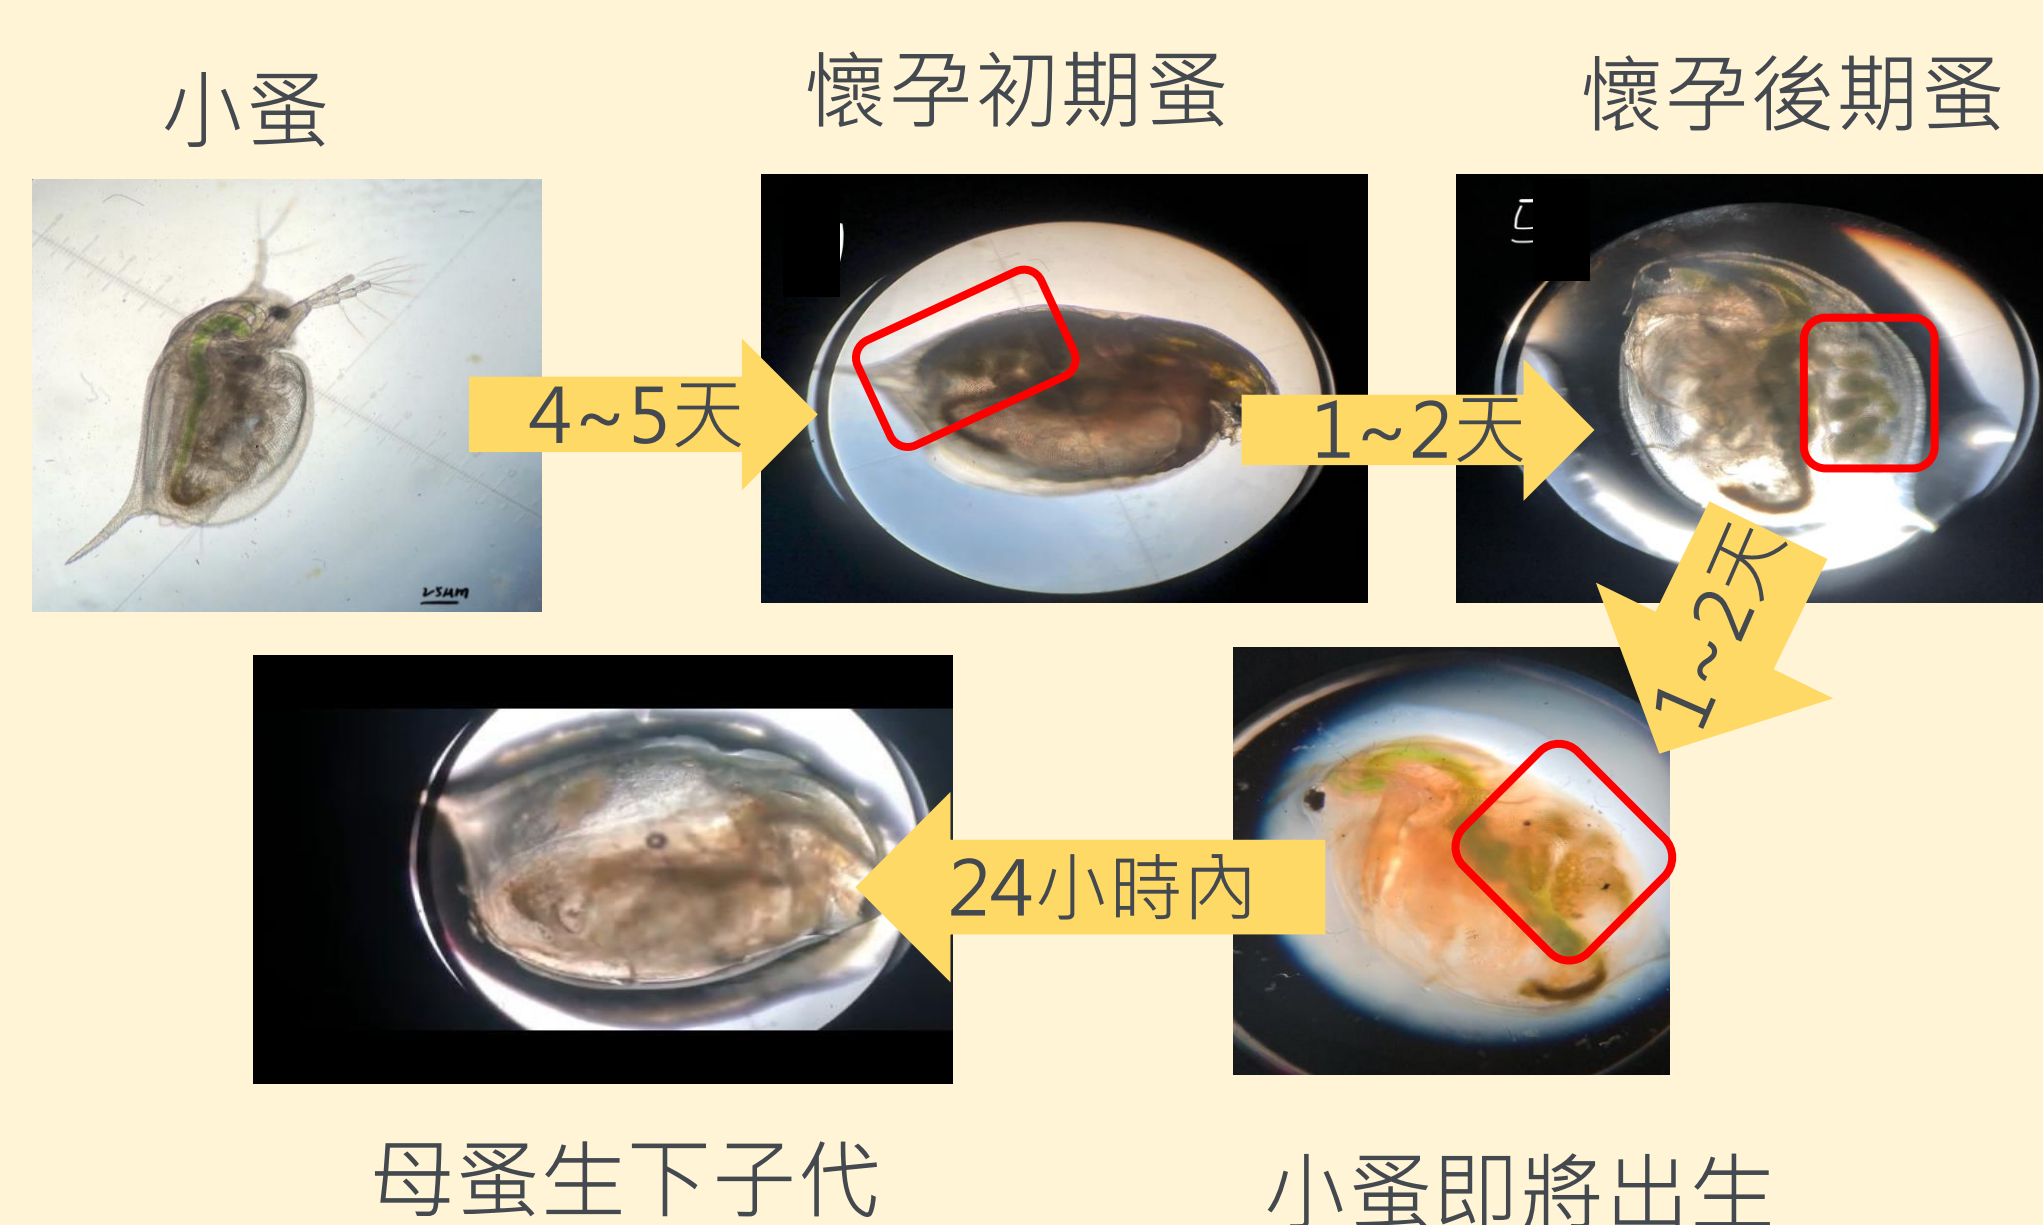 小蚤
懷孕初期蚤
懷孕後期蚤
4~5天
1~2天
25μm
1~2天
24小時內
母蚤生下子代
小蚤即將出生